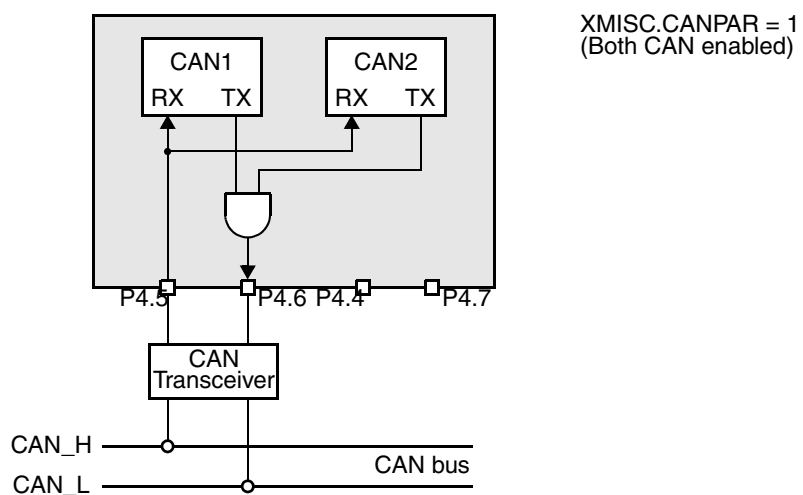 XMISC.CANPAR = 1
(Both CAN enabled)
CAN1 CAN2
RX TX RX TX
P4.5 P4.6 P4.4 P4.7
CAN
Transceiver
CAN_H
CAN bus
CAN_L